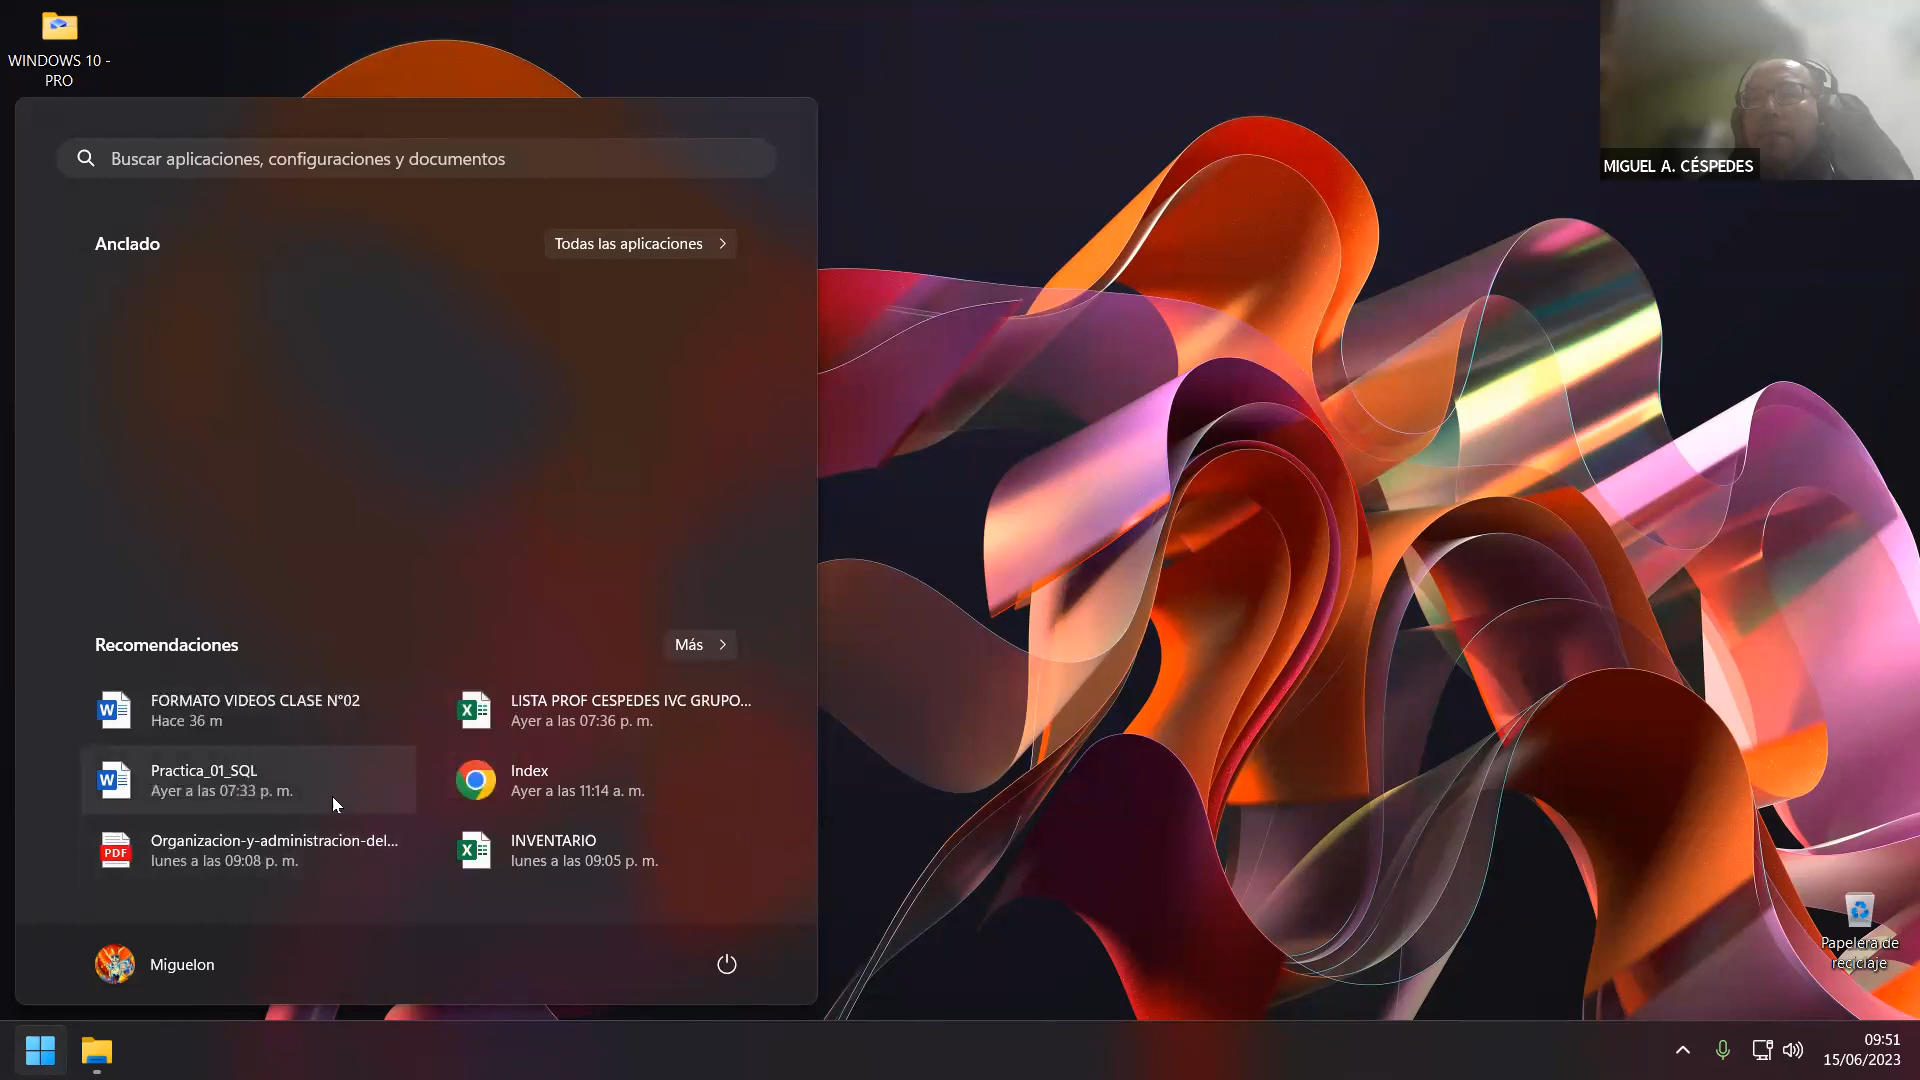 WINDOWS 10 -
PRO
MIGUEL A. CÉSPEDES
Buscar aplicaciones, configuraciones y documentos
Anclado
Todas las aplicaciones
Recomendaciones
Más
FORMATO VIDEOS CLASE N°02
Hace 36 m
LISTA PROF CESPEDES IVC GRUPO...
Ayer a las 07:36 p. m.
Practica_01_SQL
Ayer a las 07:33 p. m.
Index
Ayer a las 11:14 a. m.
Organizacion-y-administracion-del...
lunes a las 09:08 p. m.
INVENTARIO
lunes a las 09:05 p. m.
PDF
Miguelon
Papelera de
reciclaje
09:51
15/06/2023